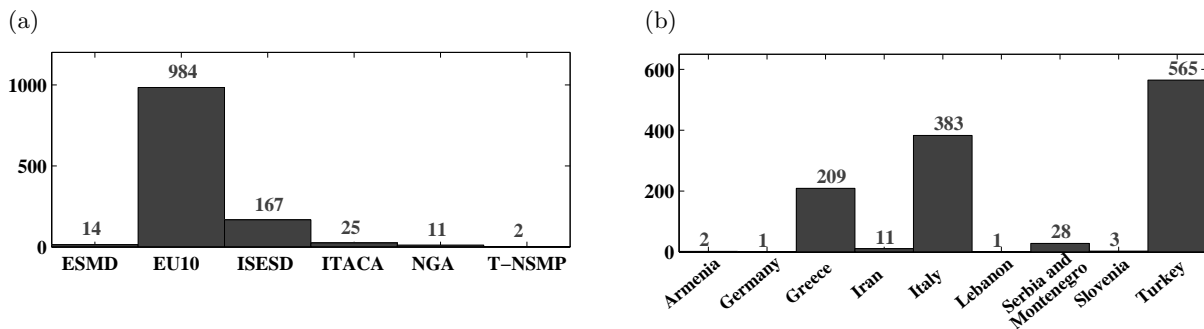 (a)
1000
500
0
14
984
167
25
11
2
ESMD EU10 ISESD ITACA NGA T−NSMP
(b)
600
400
200
0
2
1
209
11
383
1
28
3
565
Armenia
Germany
Greece
Iran
Italy
Lebanon
Serbia and
Montenegro
Slovenia
Turkey